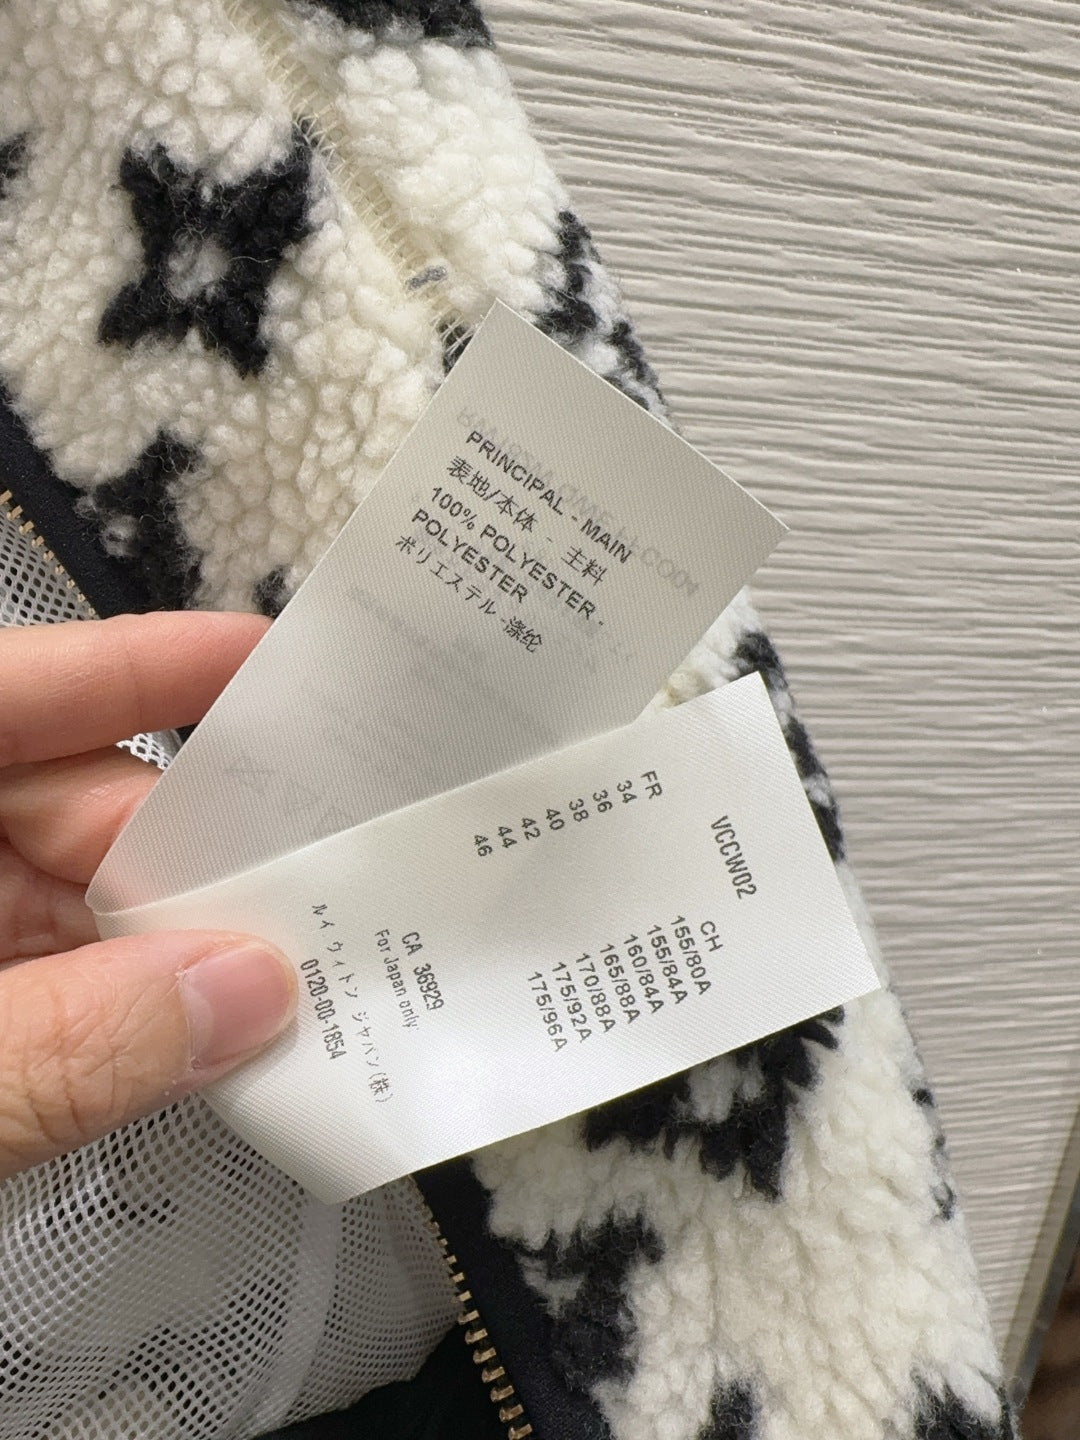 PRINCIPAL - MAIN
表地/本体 - 主料
100% POLYESTER -
POLYESTER
ポリエステル -涤纶
VCCW02
FR
34
36
38
40
42
44
46
CH
155/80A
155/84A
160/84A
165/88A
170/88A
175/92A
175/96A
CA 36929
For Japan only
ルイ ヴィトン ジャパン(株)
0120-00-1854